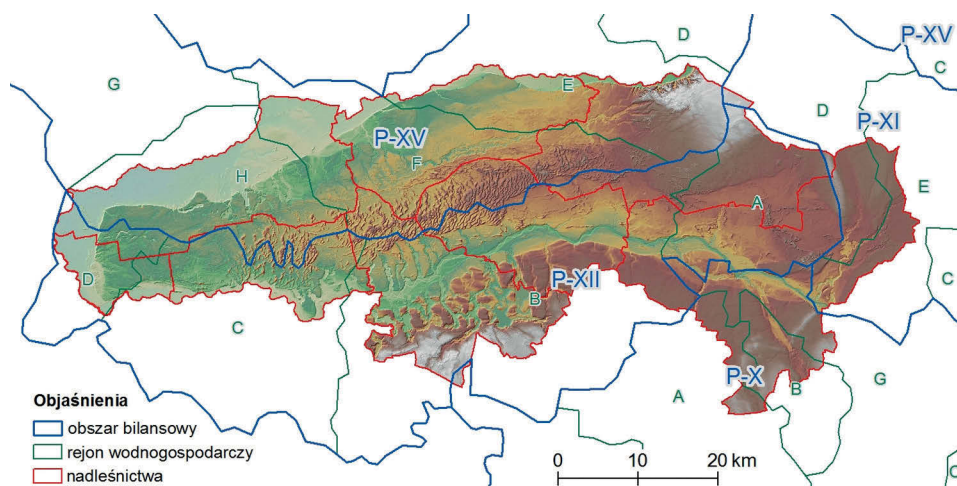 P-XV
D
C
G
E
D
P-XI
P-XV
F
H
E
A
D
C
P-XII
B
C
P-X
A
B
G
Objaśnienia
obszar bilansowy
rejon wodnogospodarczy
nadleśnictwa
0 10 20 km